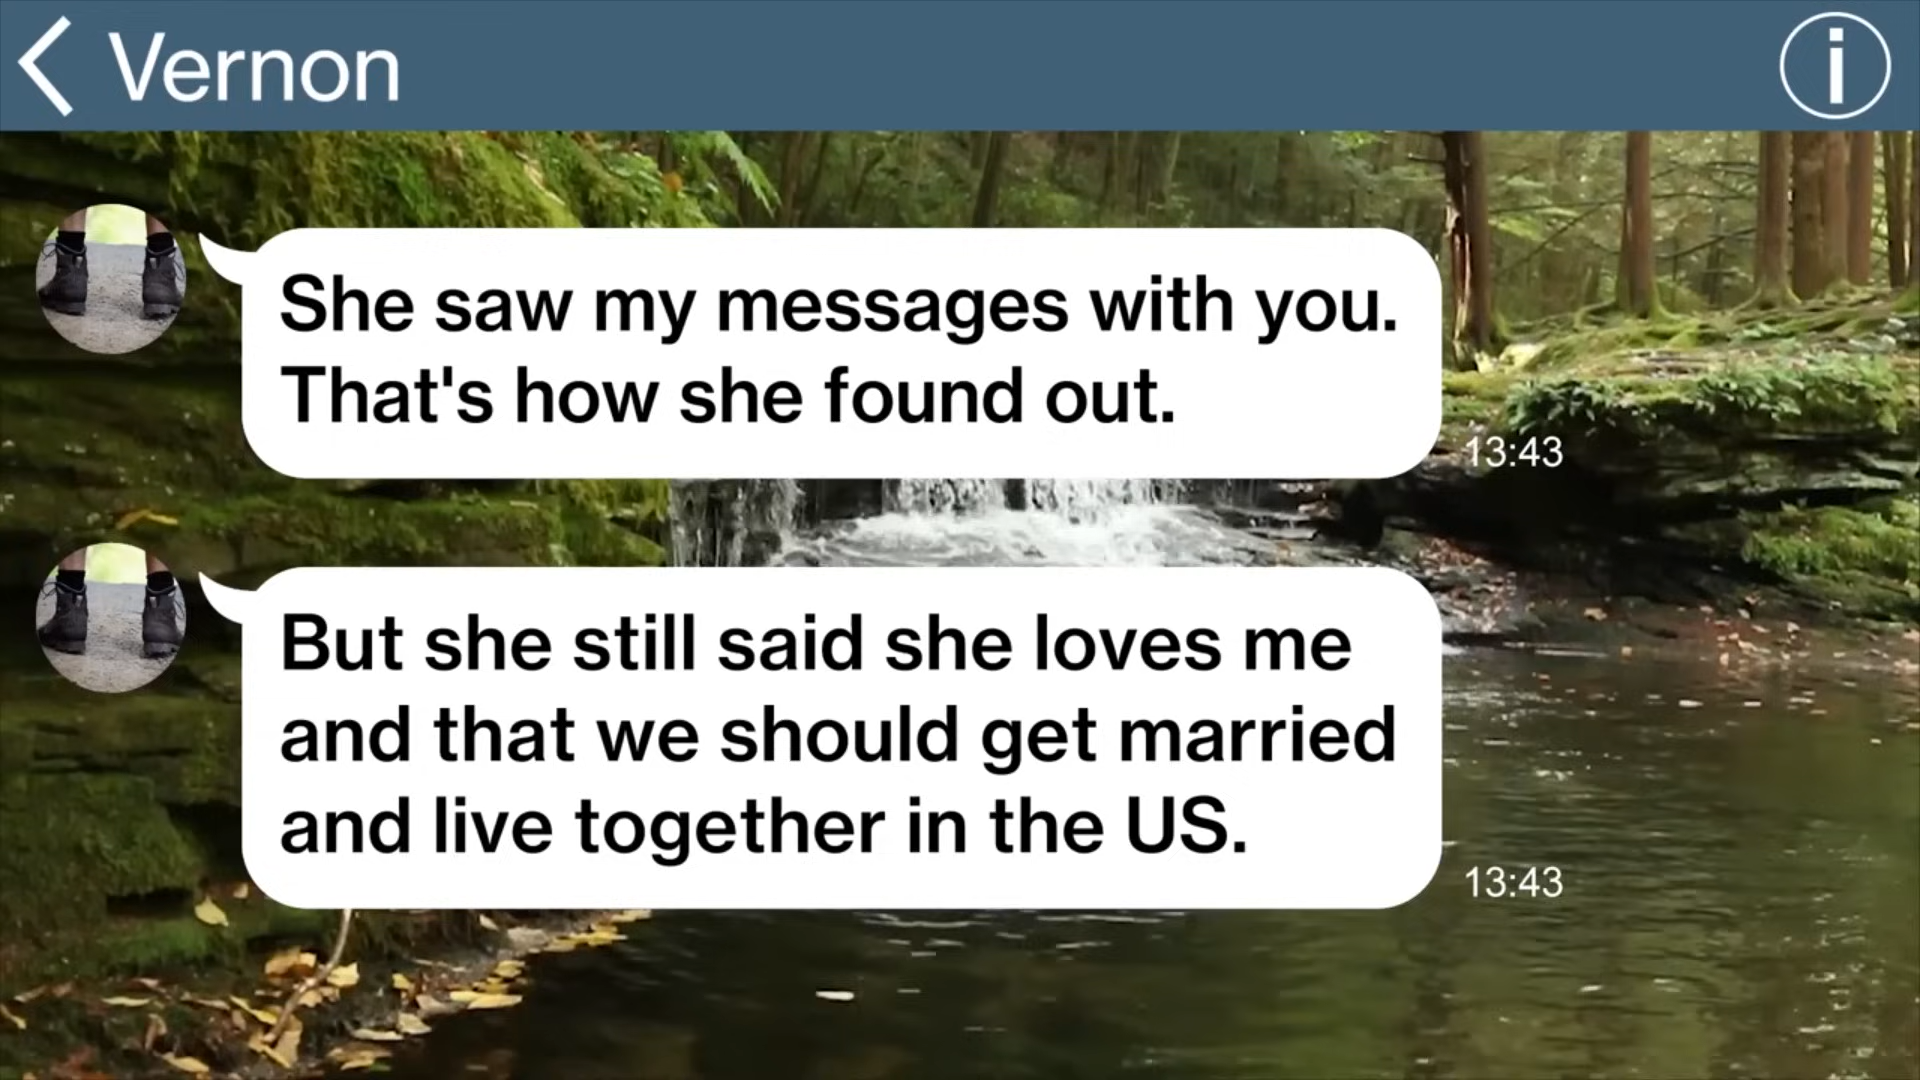 Vernon
She saw my messages with you.
That's how she found out.
13:43
But she still said she loves me
and that we should get married
and live together in the US.
13:43